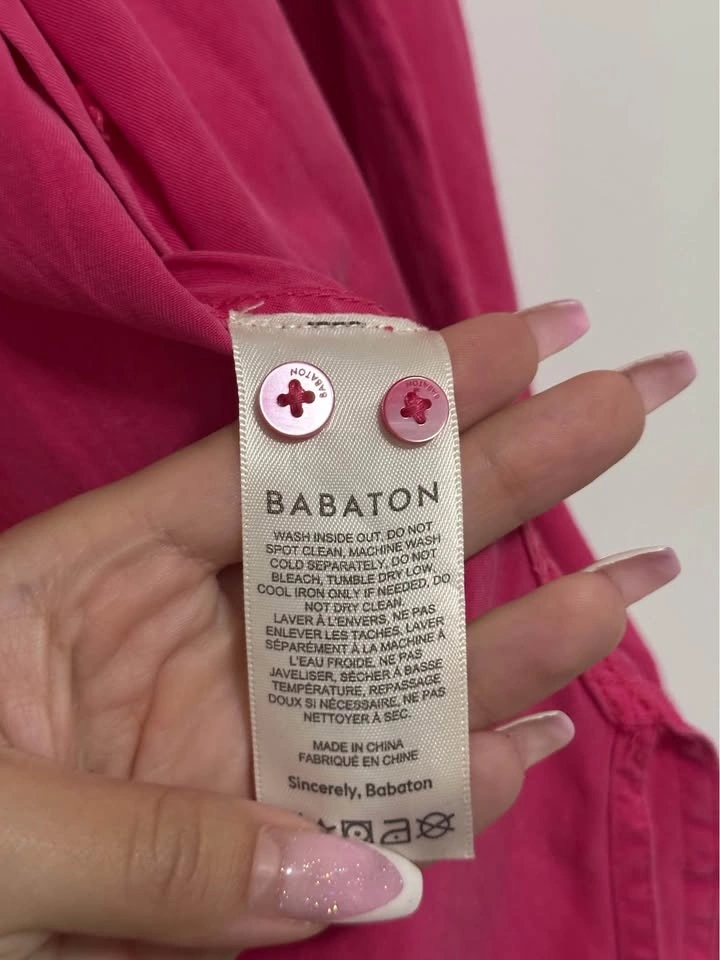 BABATON
BABATON
BABATON
WASH INSIDE OUT, DO NOT
SPOT CLEAN, MACHINE WASH
COLD SEPARATELY, DO NOT
BLEACH, TUMBLE DRY LOW,
COOL IRON ONLY IF NEEDED, DO
NOT DRY CLEAN.
LAVER À L'ENVERS, NE PAS
ENLEVER LES TACHES, LAVER
SÉPARÉMENT À LA MACHINE À
L'EAU FROIDE, NE PAS
JAVELISER, SÉCHER À BASSE
TEMPÉRATURE, REPASSAGE
DOUX SI NÉCESSAIRE, NE PAS
NETTOYER À SEC.
MADE IN CHINA
FABRIQUÉ EN CHINE
Sincerely, Babaton